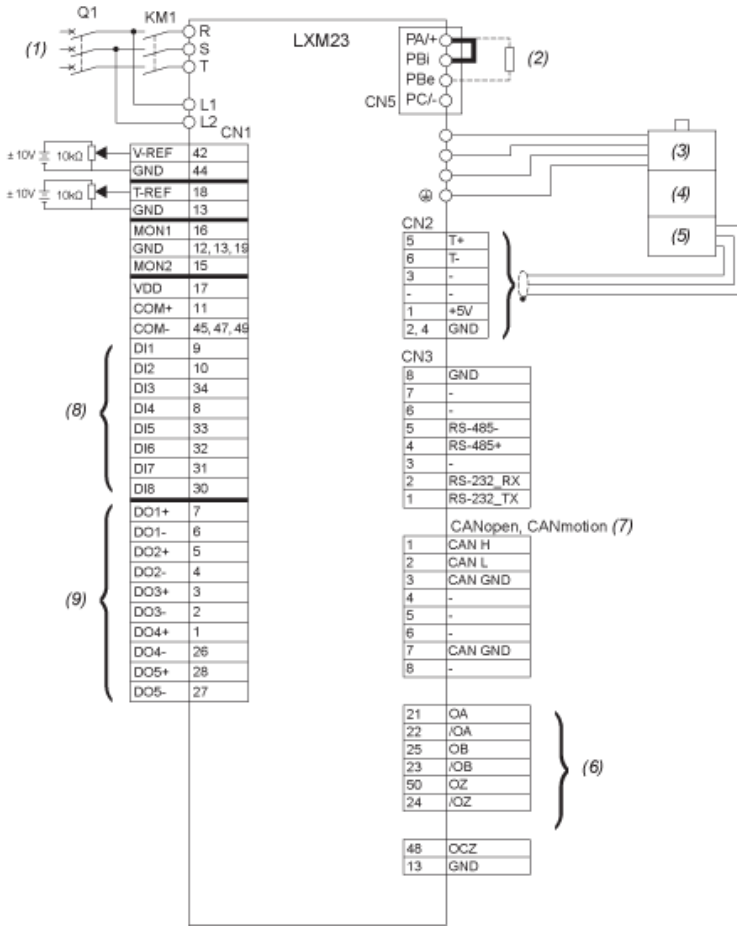 Q1 KM1
(1)
R
S
T
L1
L2
LXM23
PA/+
PBi
PBe
CN5 PC/-
(2)
(3)
(4)
(5)
CN1
± 10V 10kΩ
V-REF 42
GND 44
± 10V 10kΩ
T-REF 18
GND 13
MON1 16
GND 12, 13, 19
MON2 15
VDD 17
COM+ 11
COM- 45, 47, 49
(8)
DI1 9
DI2 10
DI3 34
DI4 8
DI5 33
DI6 32
DI7 31
DI8 30
(9)
DO1+ 7
DO1- 6
DO2+ 5
DO2- 4
DO3+ 3
DO3- 2
DO4+ 1
DO4- 26
DO5+ 28
DO5- 27
CN2
5 T+
6 T-
3 -
- -
1 +5V
2, 4 GND
CN3
8 GND
7 -
6 -
5 RS-485-
4 RS-485+
3 -
2 RS-232_RX
1 RS-232_TX
CANopen, CANmotion (7)
1 CAN H
2 CAN L
3 CAN GND
4 -
5 -
6 -
7 CAN GND
8 -
21 OA
22 /OA
25 OB
23 /OB
50 OZ
24 /OZ
(6)
48 OCZ
13 GND